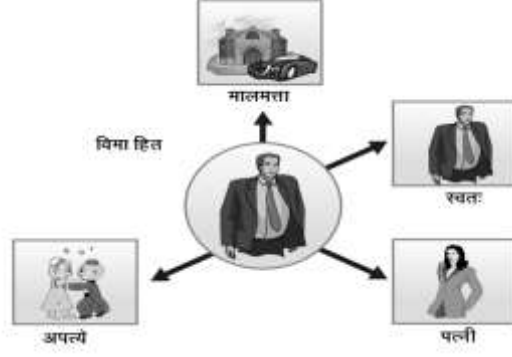 मालमत्ता
विमा हित
स्वतः
अपत्ये
पत्नी